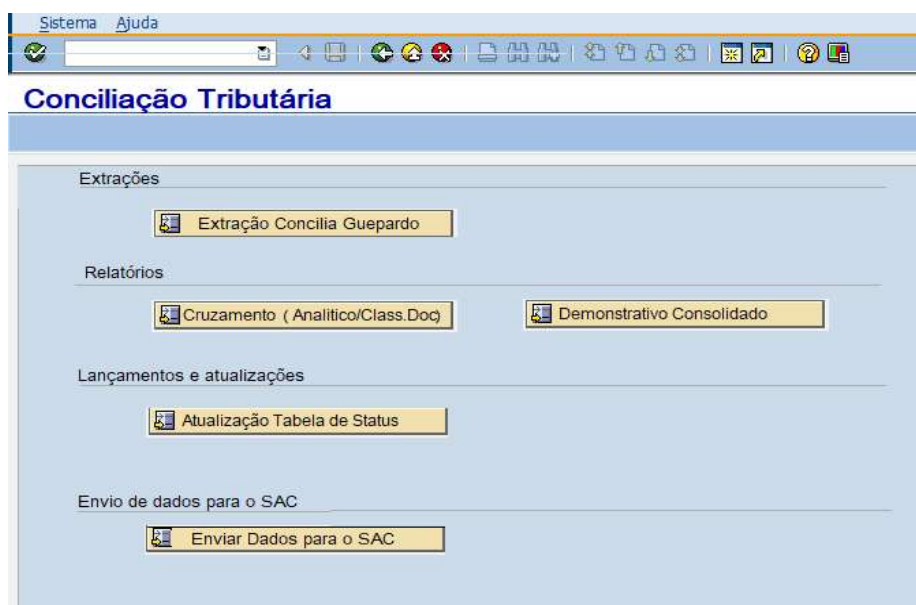 Sistema Ajuda
Conciliação Tributária
Extrações
Extração Concilia Guepardo
Relatórios
Cruzamento ( Analitico/Class.Doc)
Demonstrativo Consolidado
Lançamentos e atualizações
Atualização Tabela de Status
Envio de dados para o SAC
Enviar Dados para o SAC